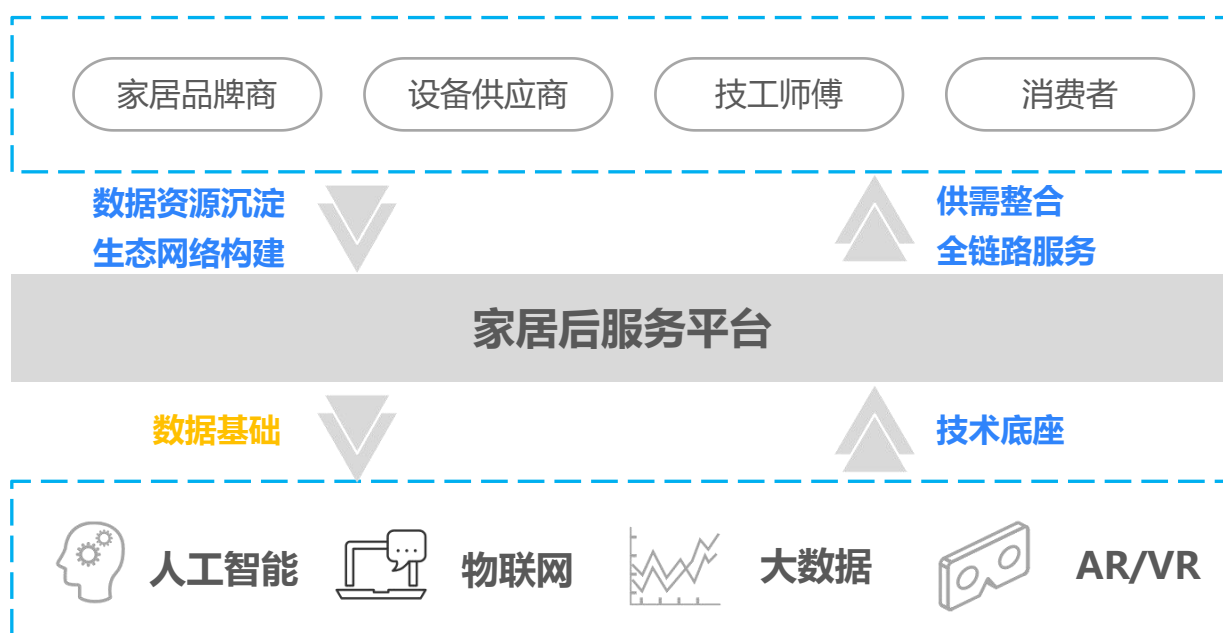 家居品牌商
设备供应商
技工师傅
消费者
数据资源沉淀
生态网络构建
供需整合
全链路服务
家居后服务平台
数据基础
技术底座
人工智能
物联网
大数据
AR/VR